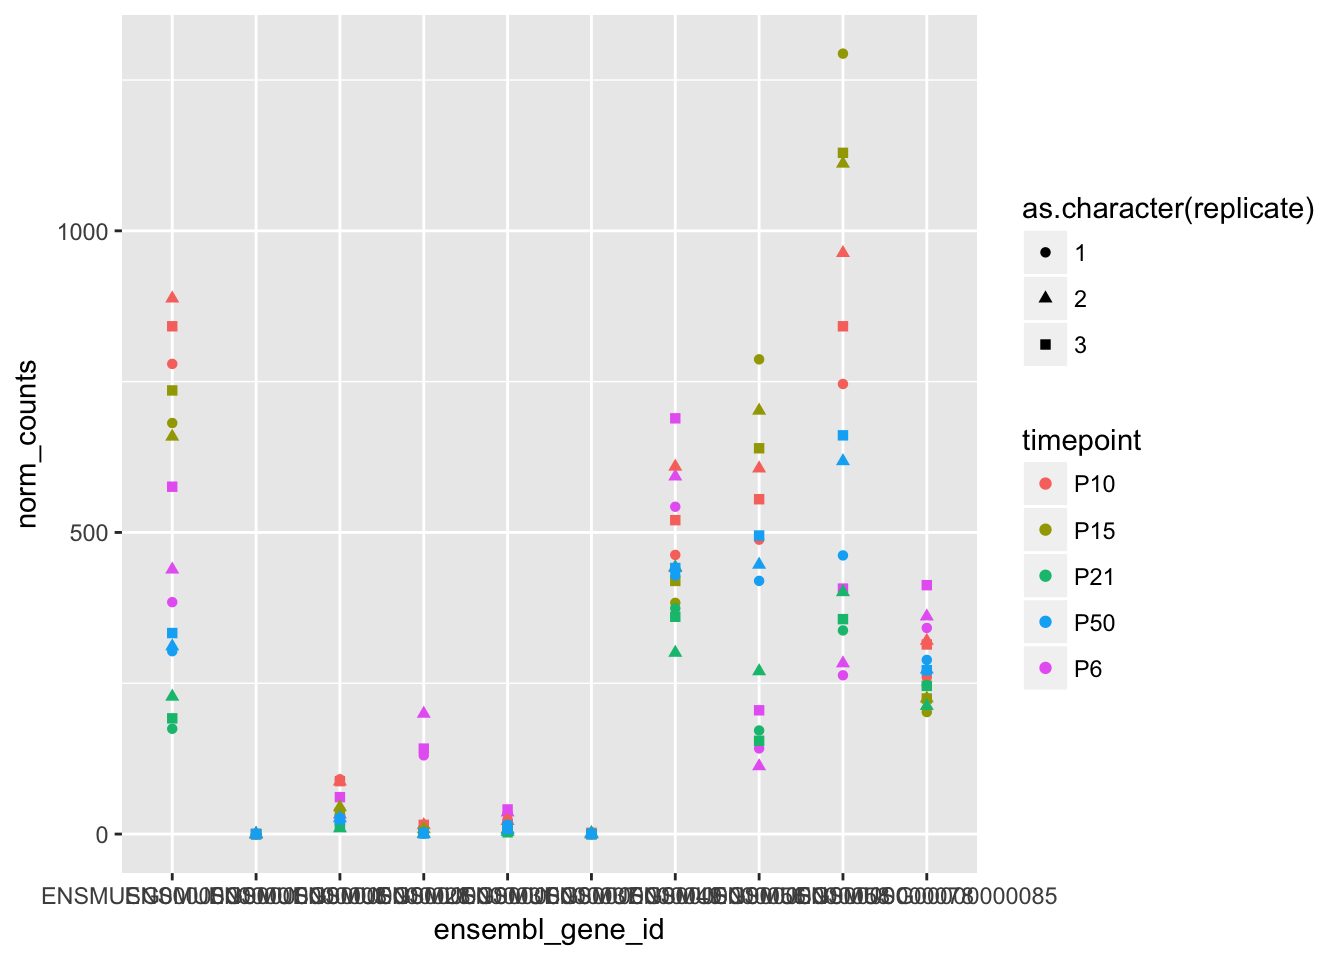 1000
500
0
norm_counts
ensembl_gene_id
as.character(replicate)
1
2
3
timepoint
P10
P15
P21
P50
P6